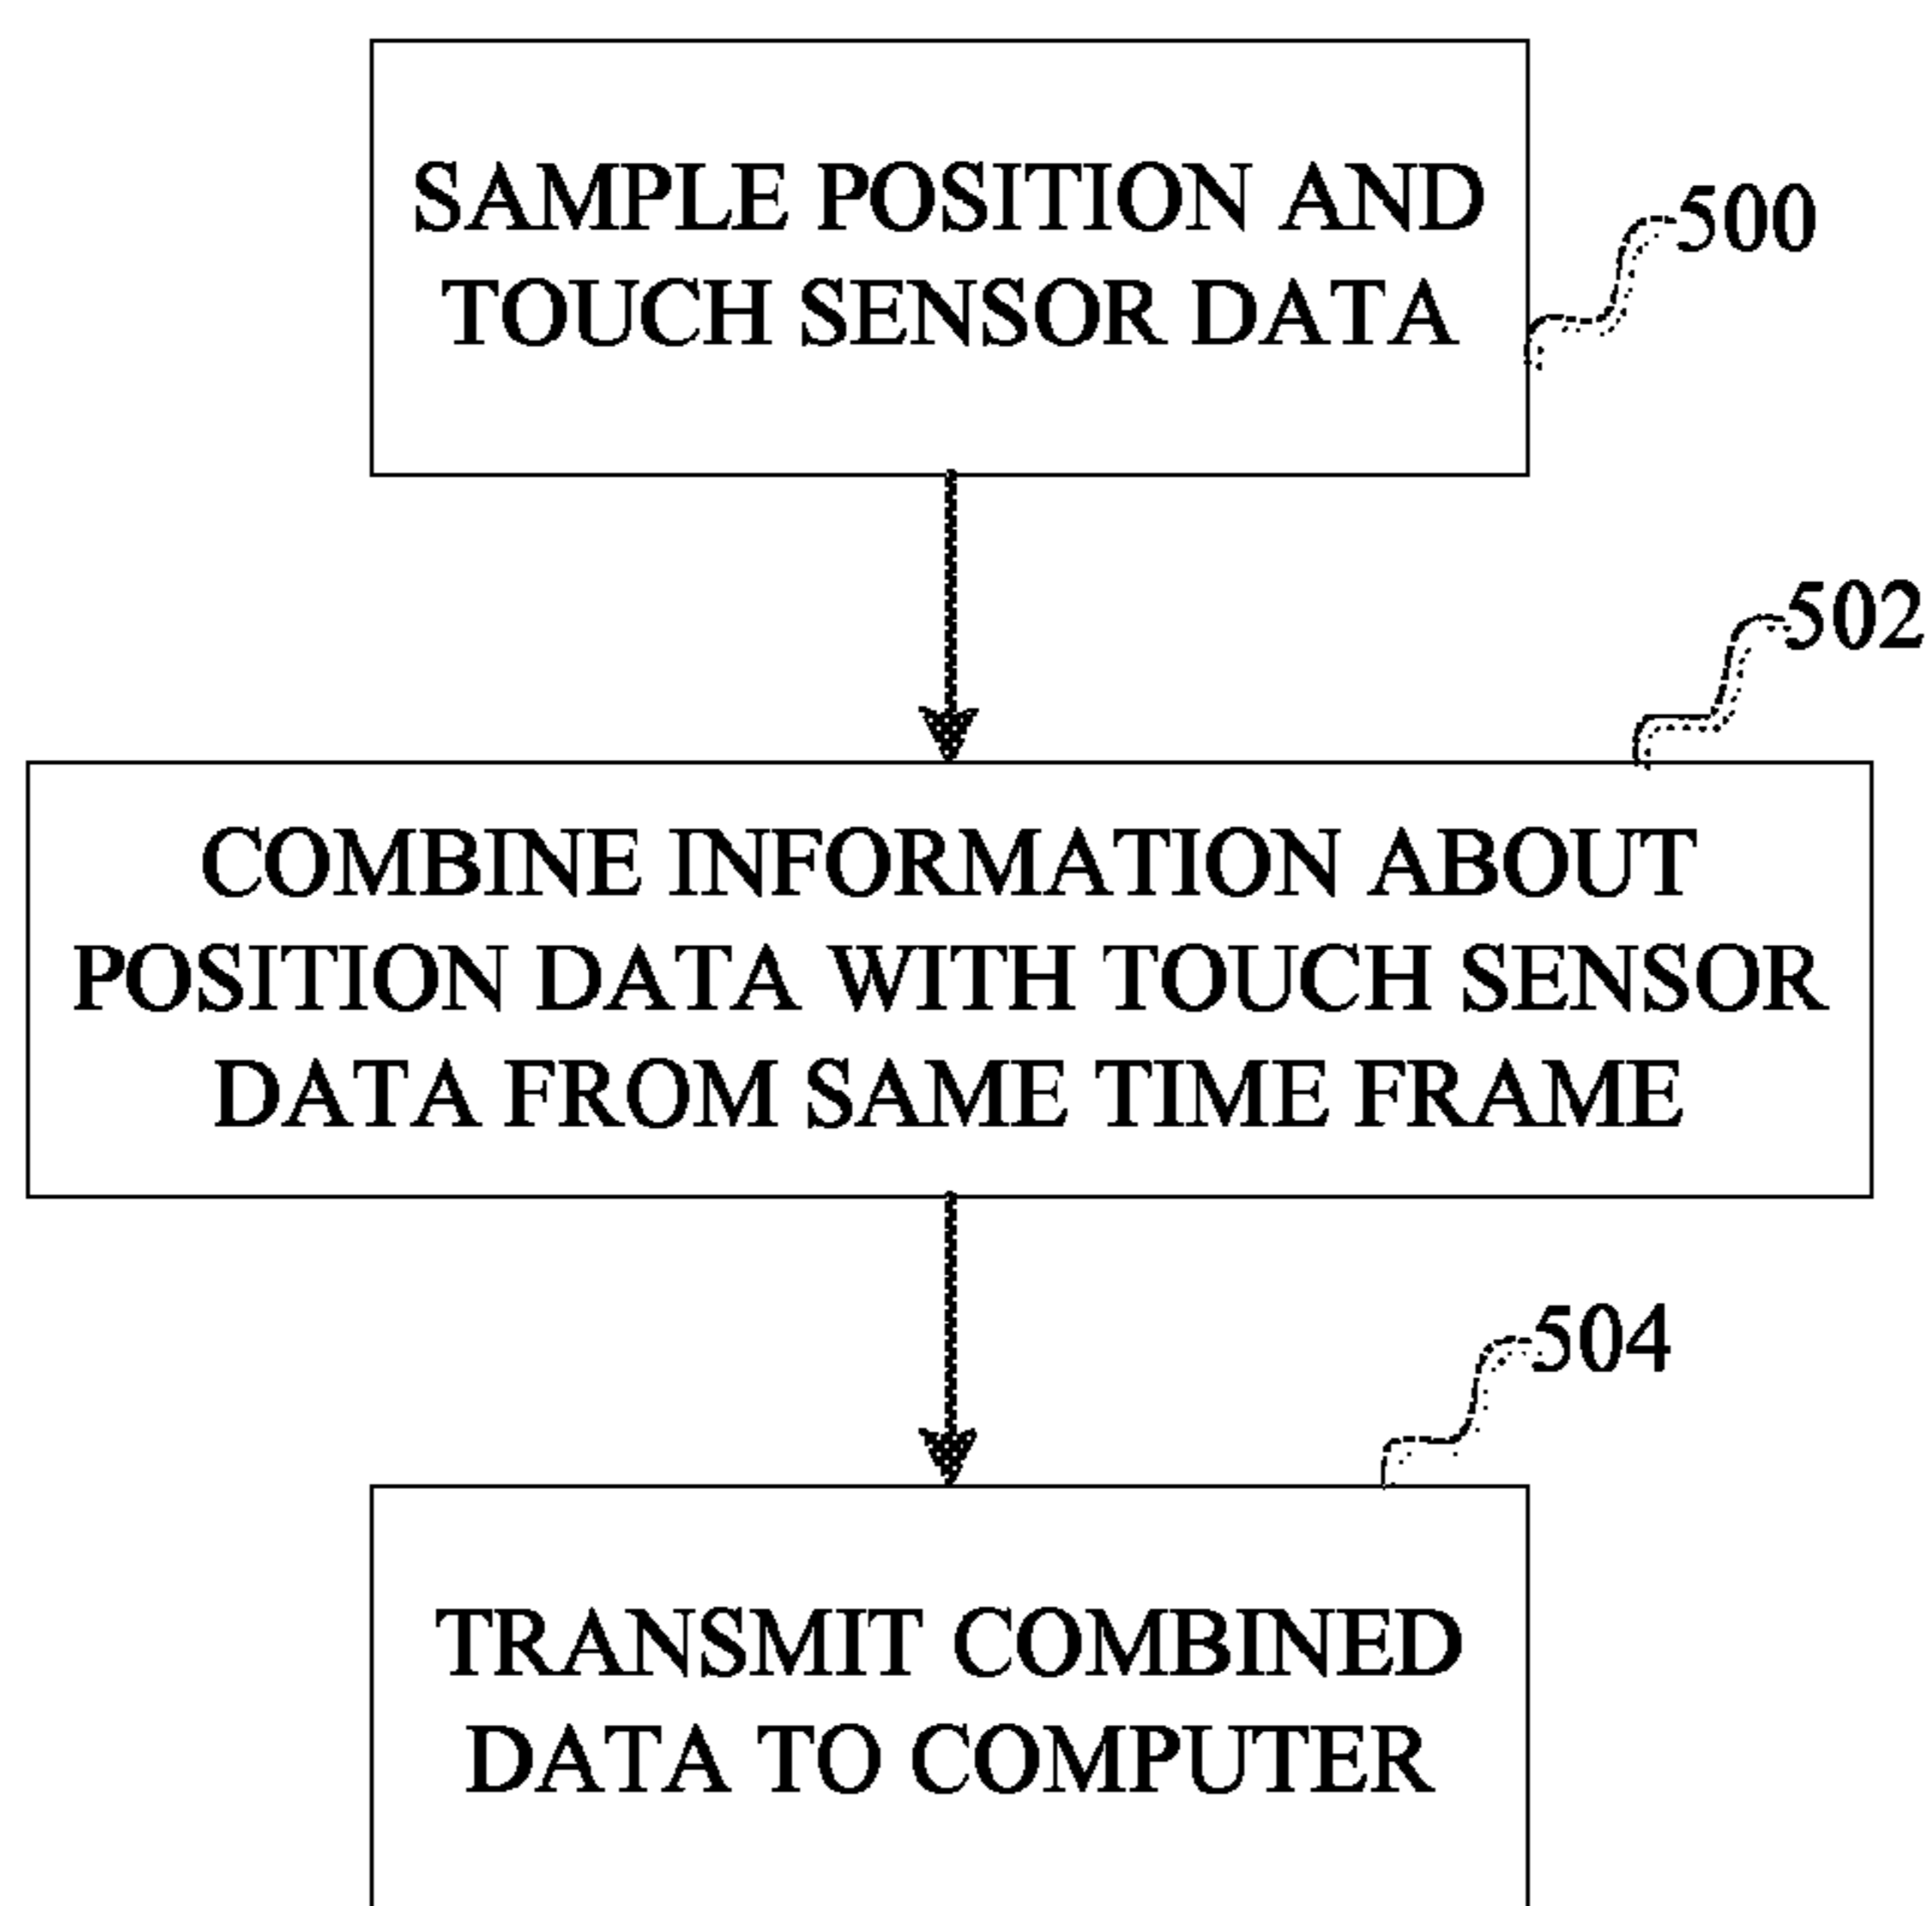 SAMPLE POSITION AND
TOUCH SENSOR DATA
500
502
COMBINE INFORMATION ABOUT
POSITION DATA WITH TOUCH SENSOR
DATA FROM SAME TIME FRAME
504
TRANSMIT COMBINED
DATA TO COMPUTER